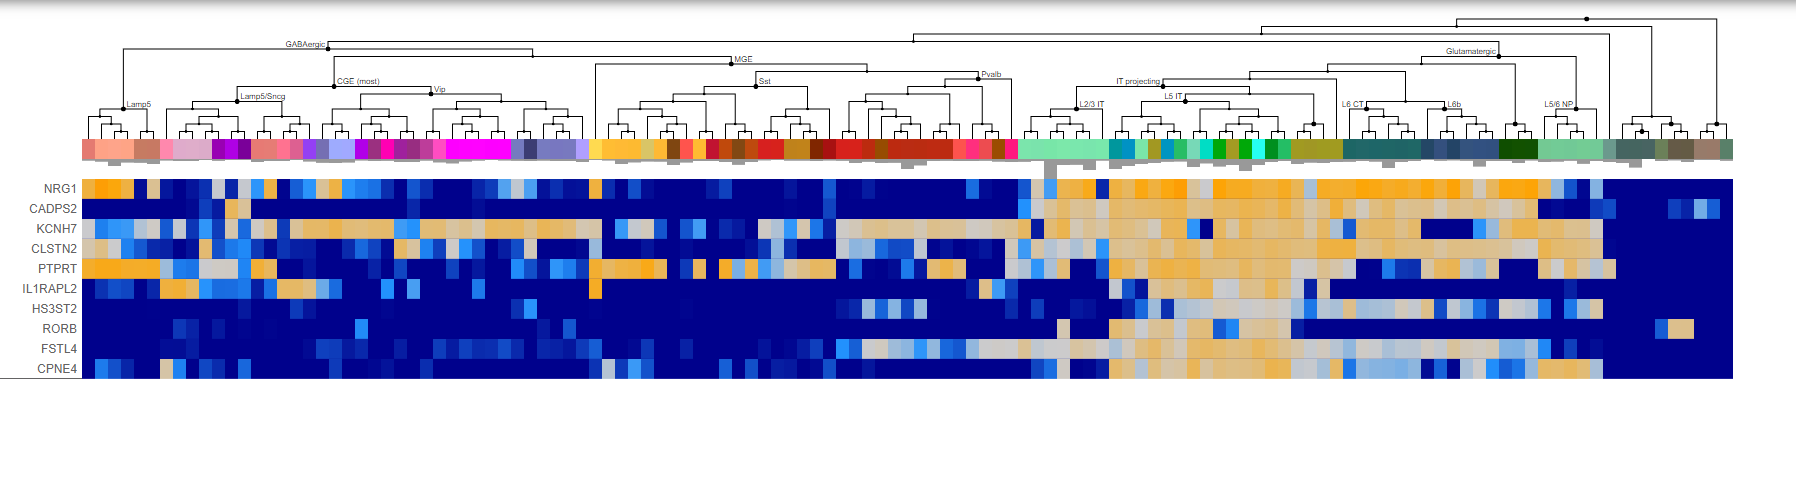 GABAergic
Glutamatergic
MGE
Pvalb
CGE (most)
Sst
IT projecting
Vip
Lamp5/Sncg
L5 IT
Lamp5
L2/3 IT
L6 CT
L6b
L5/6 NP
NRG1
CADPS2
KCNH7
CLSTN2
PTPRT
IL1RAPL2
HS3ST2
RORB
FSTL4
CPNE4